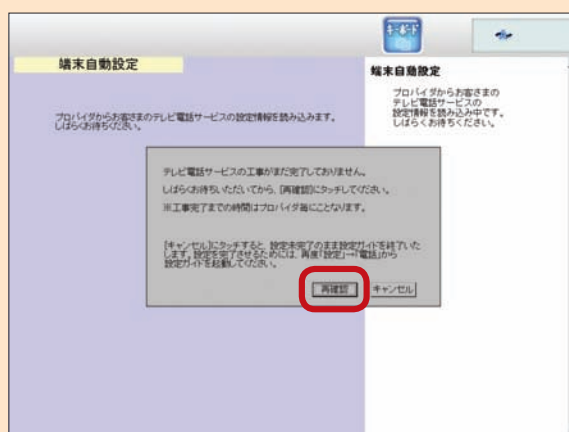 キーボード
端末自動設定
プロバイダからお客さまのテレビ電話サービスの設定情報を読み込みます。
しばらくお待ちください。
端末自動設定
プロバイダからお客さまの
テレビ電話サービスの
設定情報を読み込み中です。
しばらくお待ちください。
テレビ電話サービスの工事がまだ完了しておりません。
しばらくお待ちいただいてから、[再確認]にタッチしてください。
※工事完了までの時間はプロバイダ毎にことなります。
[キャンセル]にタッチすると、設定未完了のまま設定ガイドを終了いた
します。設定を完了させるためには、再度「設定」→「電話」から
設定ガイドを起動してください。
再確認
キャンセル